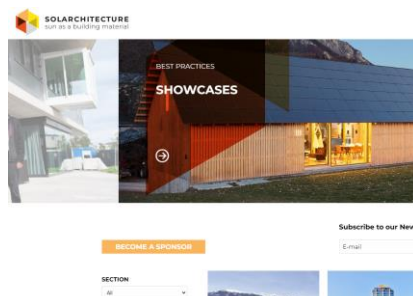 SOLARCHITECTURE
sun as a building material
BEST PRACTICES
SHOWCASES
Subscribe to our New
BECOME A SPONSOR
E-mail
SECTION
All